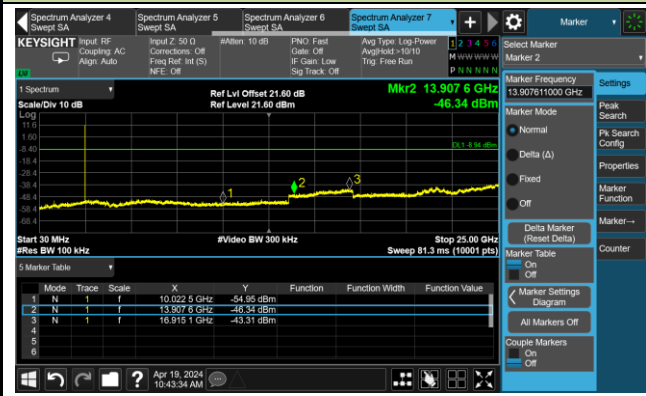 Spectrum Analyzer 4
Swept SA
Spectrum Analyzer 5
Swept SA
Spectrum Analyzer 6
Swept SA
Spectrum Analyzer 7
Swept SA
Marker
KEYSIGHT
Input: RF
Coupling: AC
Align: Auto
Input Z: 50 Ω
Corrections: Off
Freq Ref: Int (S)
NFE: Off
#Atten: 10 dB
PNO: Fast
Gate: Off
IF Gain: Low
Sig Track: Off
Avg Type: Log-Power
Avg|Hold >10/10
Trig: Free Run
1 2 3 4 5 6
M W W W W W
P N N N N N
Select Marker
Marker 2
1 Spectrum
Scale/Div 10 dB
Ref Lvl Offset 21.60 dB
Ref Level 21.60 dBm
Mkr2 13.907 6 GHz
-46.34 dBm
Log
11.6
1.60
-8.40
-18.4
-28.4
-38.4
-48.4
-58.4
-68.4
DL1 -8.94 dBm
1
2
3
Start 30 MHz
#Res BW 100 kHz
#Video BW 300 kHz
Stop 25.00 GHz
Sweep 81.3 ms (10001 pts)
5 Marker Table
Mode Trace Scale X Y Function Function Width Function Value
1 N 1 f 10.022 5 GHz -54.95 dBm
2 N 1 f 13.907 6 GHz -46.34 dBm
3 N 1 f 16.915 1 GHz -43.31 dBm
4
5
6
Apr 19, 2024
10:43:34 AM
Marker Frequency
13.907611000 GHz
Marker Mode
Normal
Delta (Δ)
Fixed
Off
Delta Marker
(Reset Delta)
Marker Table
On
Off
Marker Settings
Diagram
All Markers Off
Couple Markers
On
Off
Settings
Peak
Search
Pk Search
Config
Properties
Marker
Function
Marker→
Counter